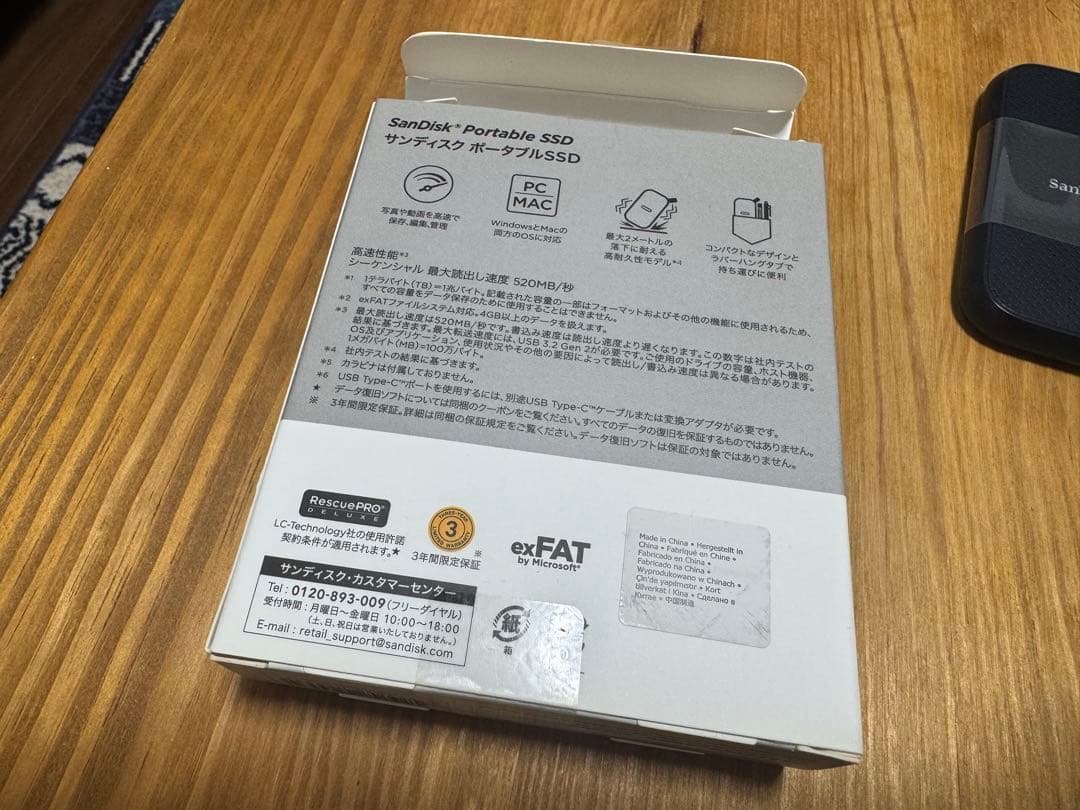 SanDisk® Portable SSD
サンディスク ポータブルSSD
写真や動画を高速で
保存、編集、管理
PC
MAC
WindowsとMacの
両方のOSに対応
最大2メートルの
落下に耐える
高耐久性モデル*4
コンパクトなデザインと
ラバーハングタブで
持ち運びに便利
高速性能*3
シーケンシャル 最大読出し速度 520MB/秒
*1 1テラバイト(TB)=1兆バイト。記載された容量の一部はフォーマットおよびその他の機能に使用されるため、
すべての容量をデータ保存のために使用することはできません。
*2 exFATファイルシステム対応。4GB以上のデータを扱えます。
*3 最大読出し速度は520MB/秒です。書込み速度は読出し速度より遅くなります。この数字は社内テストの
結果に基づきます。最大転送速度には、USB 3.2 Gen 2が必要です。ご使用のドライブの容量、ホスト機器、
OS及びアプリケーション、使用状況やその他の要因によって読出し/書込み速度は異なる場合があります。
1メガバイト(MB)=100万バイト。
*4 社内テストの結果に基づきます。
*5 カラビナは付属しておりません。
*6 USB Type-C™ポートを使用するには、別途USB Type-C™ケーブルまたは変換アダプタが必要です。
★ データ復旧ソフトについては同梱のクーポンをご覧ください。すべてのデータの復旧を保証するものではありません。
※ 3年間限定保証。詳細は同梱の保証規定をご覧ください。データ復旧ソフトは保証の対象ではありません。
RescuePRO®
DELUXE
LC-Technology社の使用許諾
契約条件が適用されます。★
THREE-YEAR
3
LIMITED WARRANTY
3年間限定保証※
exFAT
by Microsoft®
サンディスク・カスタマーセンター
Tel : 0120-893-009 (フリーダイヤル)
受付時間 : 月曜日〜金曜日 10:00〜18:00
(土、日、祝日は営業いたしておりません。)
E-mail : retail_support@sandisk.com
紙
箱
Made in China • Hergestellt in
China • Fabriqué en Chine •
Fabricado en China •
Fabricado na China •
Wyprodukowano w Chinach •
Çin'de yapılmıştır • Kort
tilverkat i Kina • Сделано в
Китае • 中国制造
San